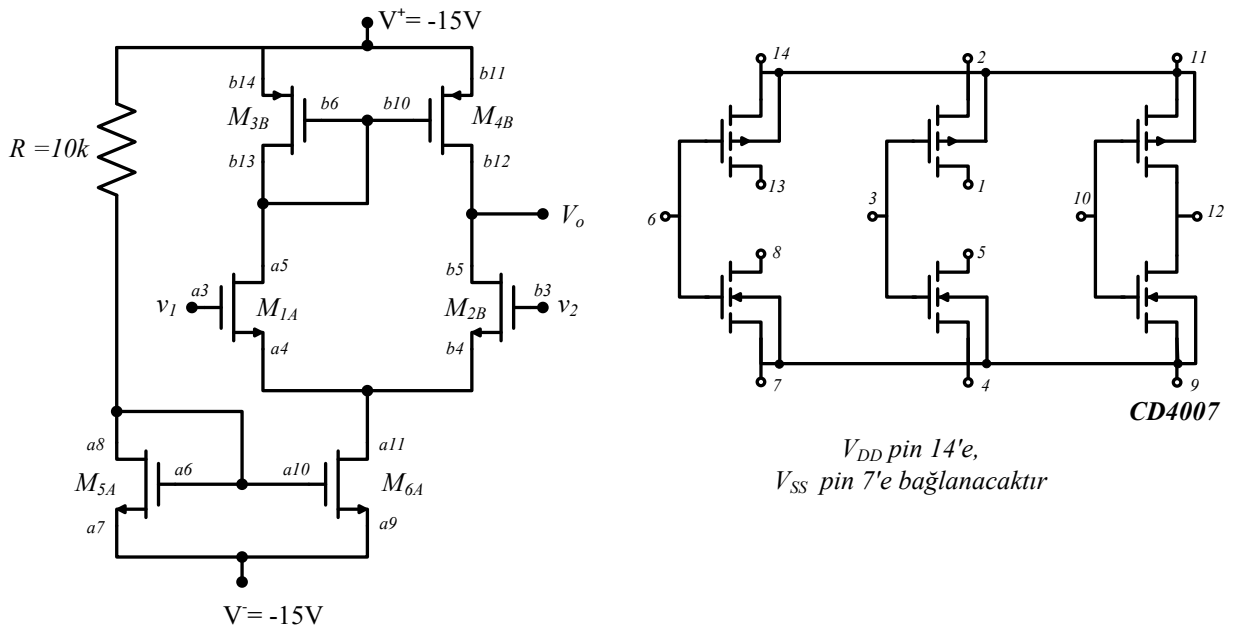 V+= -15V
b14
b11
b6
b10
M3B
M4B
R =10k
b13
b12
Vo
a5
b5
a3
b3
v1
M1A
M2B
v2
a4
b4
a8
a11
a6
a10
M5A
M6A
a7
a9
V-= -15V
14
2
11
13
1
6
3
10
12
8
5
7
4
9
CD4007
VDD pin 14'e,
VSS pin 7'e bağlanacaktır